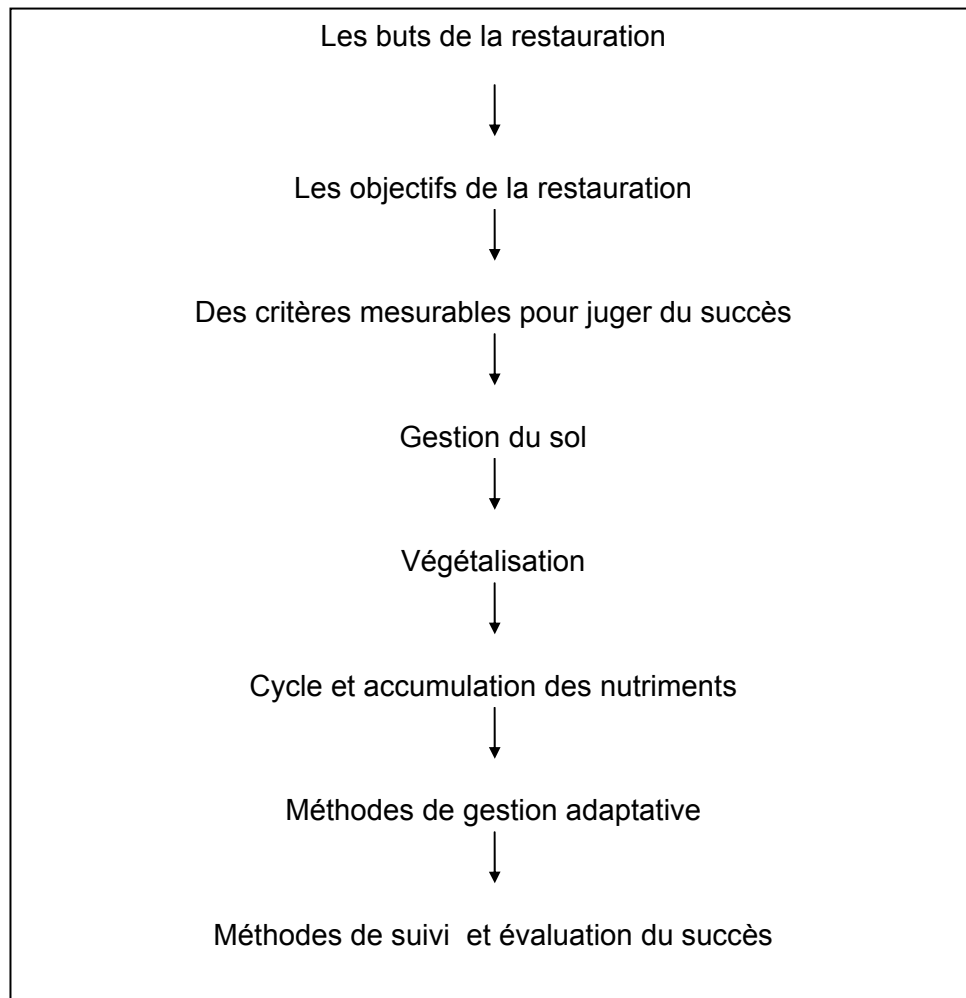 Les buts de la restauration
Les objectifs de la restauration
Des critères mesurables pour juger du succès
Gestion du sol
Végétalisation
Cycle et accumulation des nutriments
Méthodes de gestion adaptative
Méthodes de suivi  et évaluation du succès